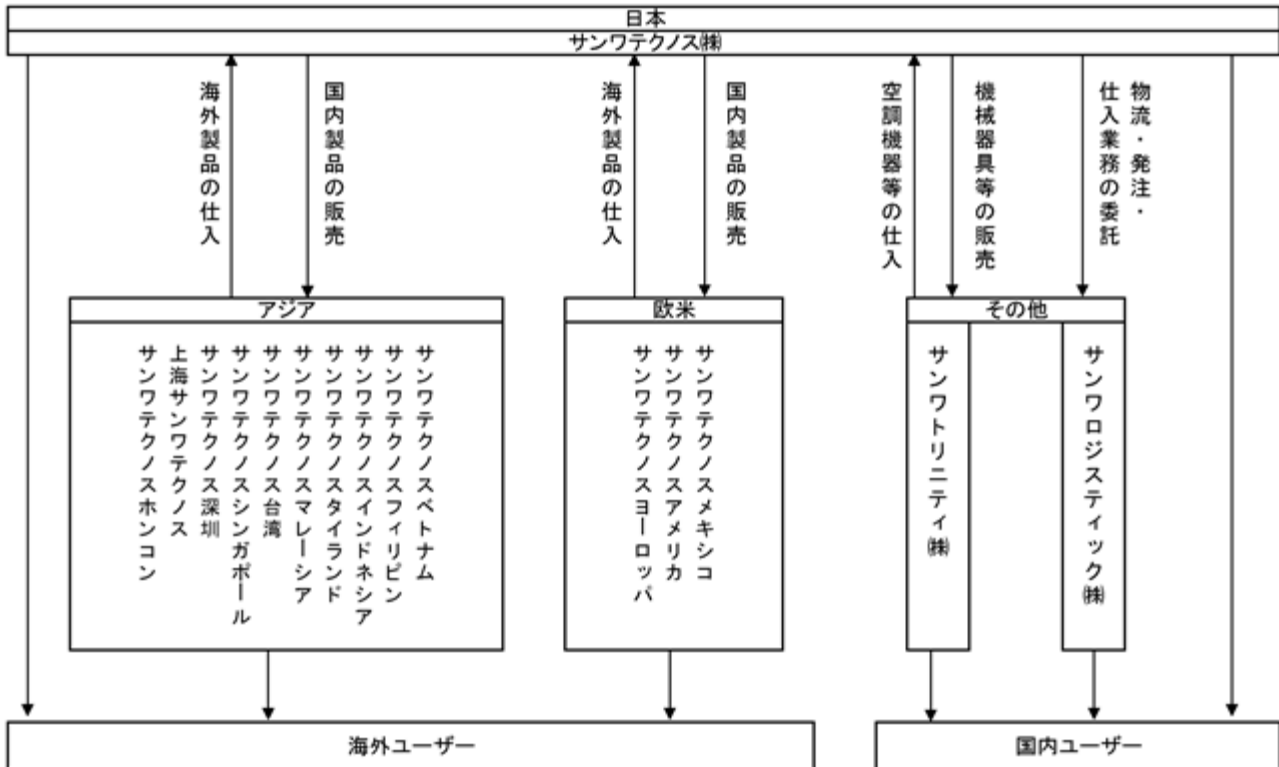 日本
サンワテクノス㈱
海外製品の仕入
国内製品の販売
海外製品の仕入
国内製品の販売
空調機器等の仕入
機械器具等の販売
物流・発注・
仕入業務の委託
アジア
サンワテクノスベトナム
サンワテクノスフィリピン
サンワテクノスインドネシア
サンワテクノスタイランド
サンワテクノスマレーシア
サンワテクノス台湾
サンワテクノスシンガポール
サンワテクノス深圳
上海サンワテクノス
サンワテクノスホンコン
欧米
サンワテクノスメキシコ
サンワテクノスアメリカ
サンワテクノスヨーロッパ
その他
サンワトリニティ㈱
サンワロジスティック㈱
海外ユーザー
国内ユーザー